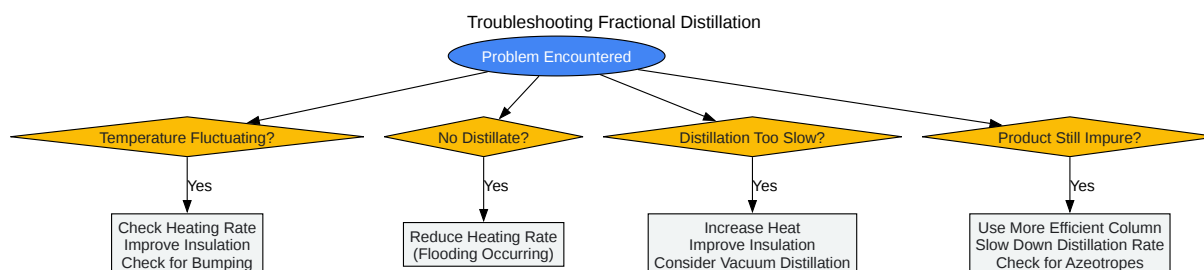 Troubleshooting Fractional Distillation
Problem Encountered
Temperature Fluctuating?
No Distillate?
Distillation Too Slow?
Product Still Impure?
Yes
Yes
Yes
Yes
Check Heating Rate
Improve Insulation
Check for Bumping
Reduce Heating Rate
(Flooding Occurring)
Increase Heat
Improve Insulation
Consider Vacuum Distillation
Use More Efficient Column
Slow Down Distillation Rate
Check for Azeotropes